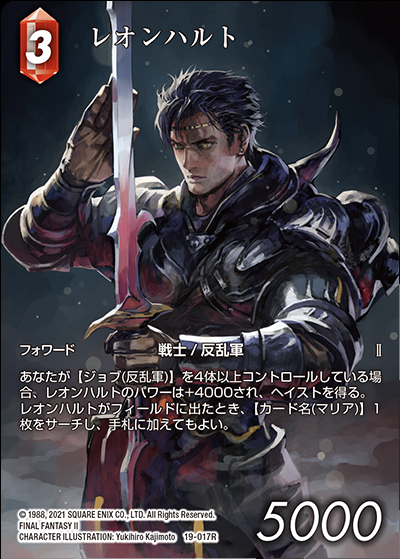 3
レオンハルト
フォワード 戦士 / 反乱軍 Ⅱ
あなたが【ジョブ(反乱軍)】を4体以上コントロールしている場
合、レオンハルトのパワーは+4000され、ヘイストを得る。
レオンハルトがフィールドに出たとき、【カード名(マリア)】1
枚をサーチし、手札に加えてもよい。
© 1988, 2021 SQUARE ENIX CO., LTD. All Rights Reserved.
FINAL FANTASY II
CHARACTER ILLUSTRATION: Yukihiro Kajimoto 19-017R
5000